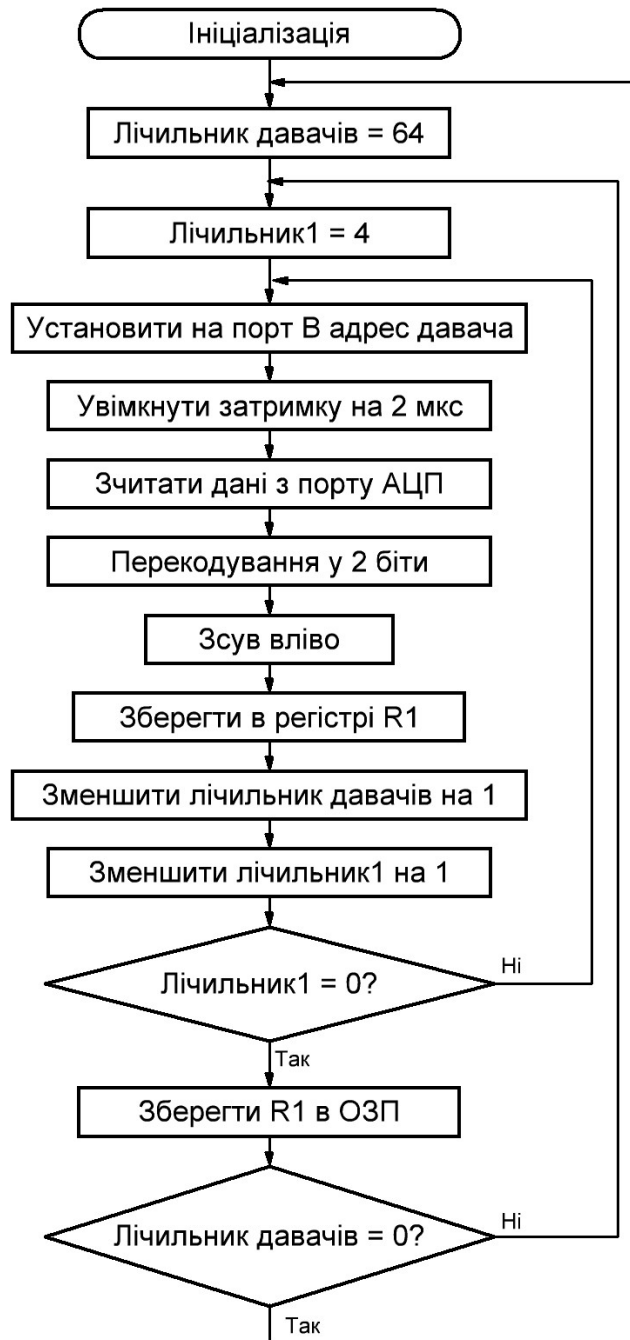 Ініціалізація
Лічильник давачів = 64
Лічильник1 = 4
Установити на порт В адрес давача
Увімкнути затримку на 2 мкс
Зчитати дані з порту АЦП
Перекодування у 2 біти
Зсув вліво
Зберегти в регістрі R1
Зменшити лічильник давачів на 1
Зменшити лічильник1 на 1
Лічильник1 = 0?
Ні
Так
Зберегти R1 в ОЗП
Лічильник давачів = 0?
Ні
Так